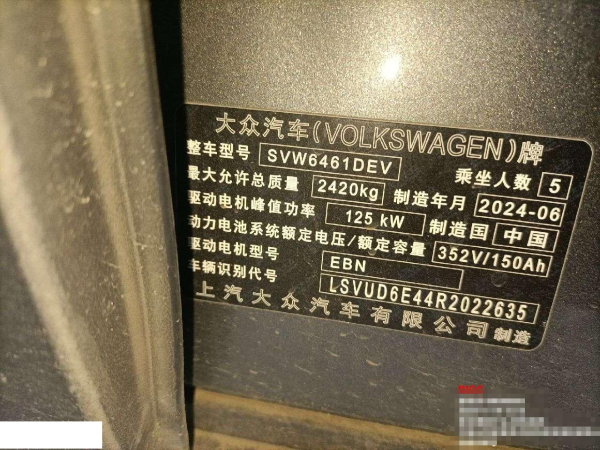 大众汽车(VOLKSWAGEN)牌
整车型号 SVW6461DEV 乘坐人数 5
最大允许总质量 2420kg 制造年月 2024-06
驱动电机峰值功率 125 kW 制造国 中国
动力电池系统额定电压/额定容量 352V/150Ah
驱动电机型号 EBN
车辆识别代号 LSVUD6E44R2022635
上汽大众汽车有限公司制造